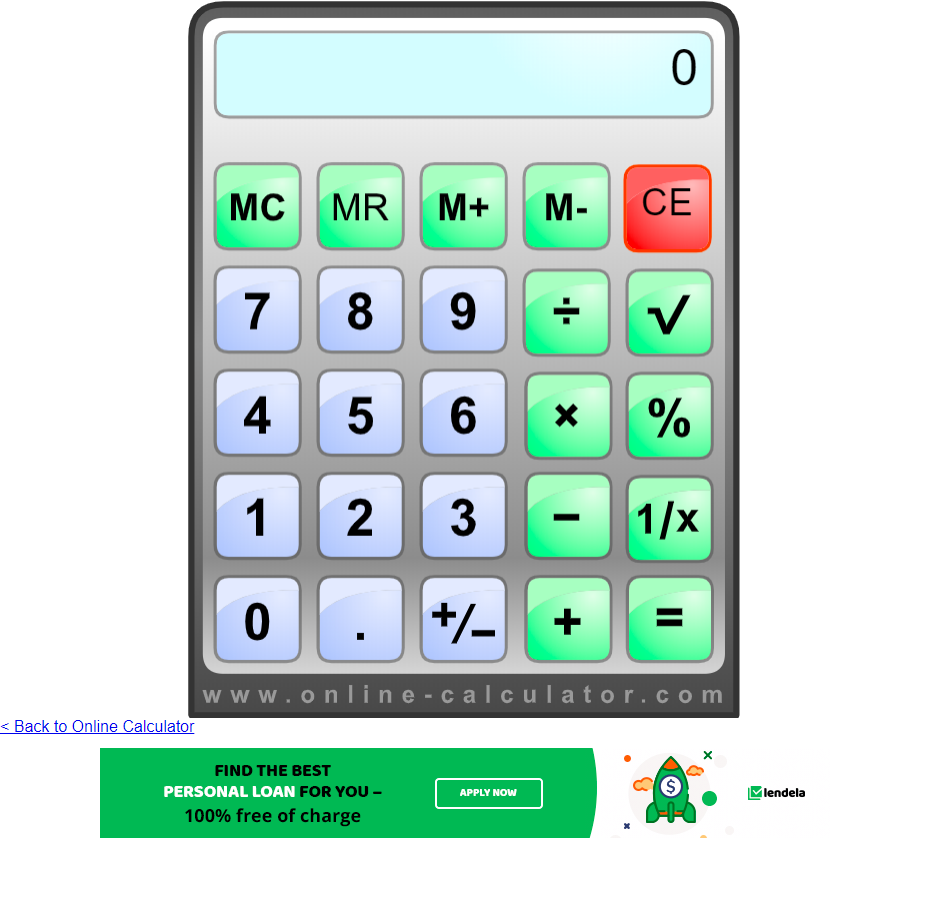 0
MC MR M+ M- CE
7 8 9 ÷ √
4 5 6 × %
1 2 3 − 1/x
0 . +/− + =
www.online-calculator.com
< Back to Online Calculator
FIND THE BEST
PERSONAL LOAN FOR YOU –
100% free of charge
APPLY NOW
$
lendela